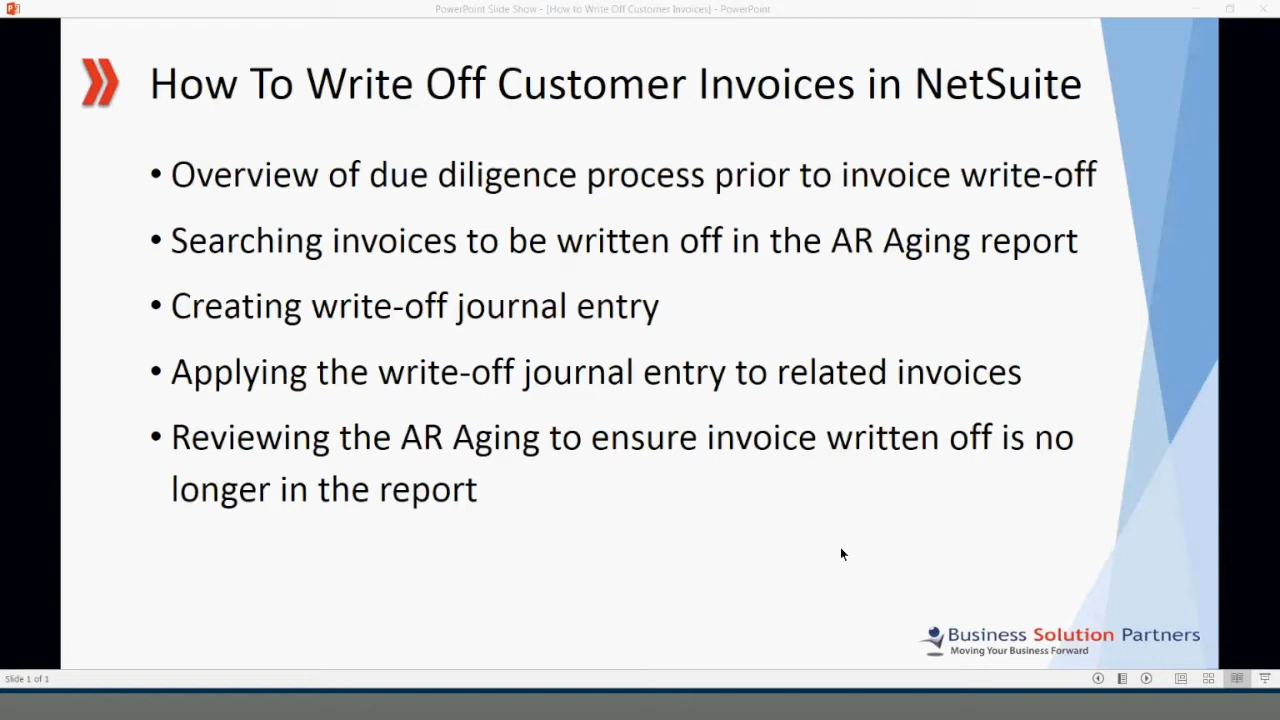 PowerPoint Slide Show - [How to Write Off Customer Invoices] - PowerPoint
How To Write Off Customer Invoices in NetSuite
• Overview of due diligence process prior to invoice write-off
• Searching invoices to be written off in the AR Aging report
• Creating write-off journal entry
• Applying the write-off journal entry to related invoices
• Reviewing the AR Aging to ensure invoice written off is no
longer in the report
Business Solution Partners
Moving Your Business Forward
Slide 1 of 1